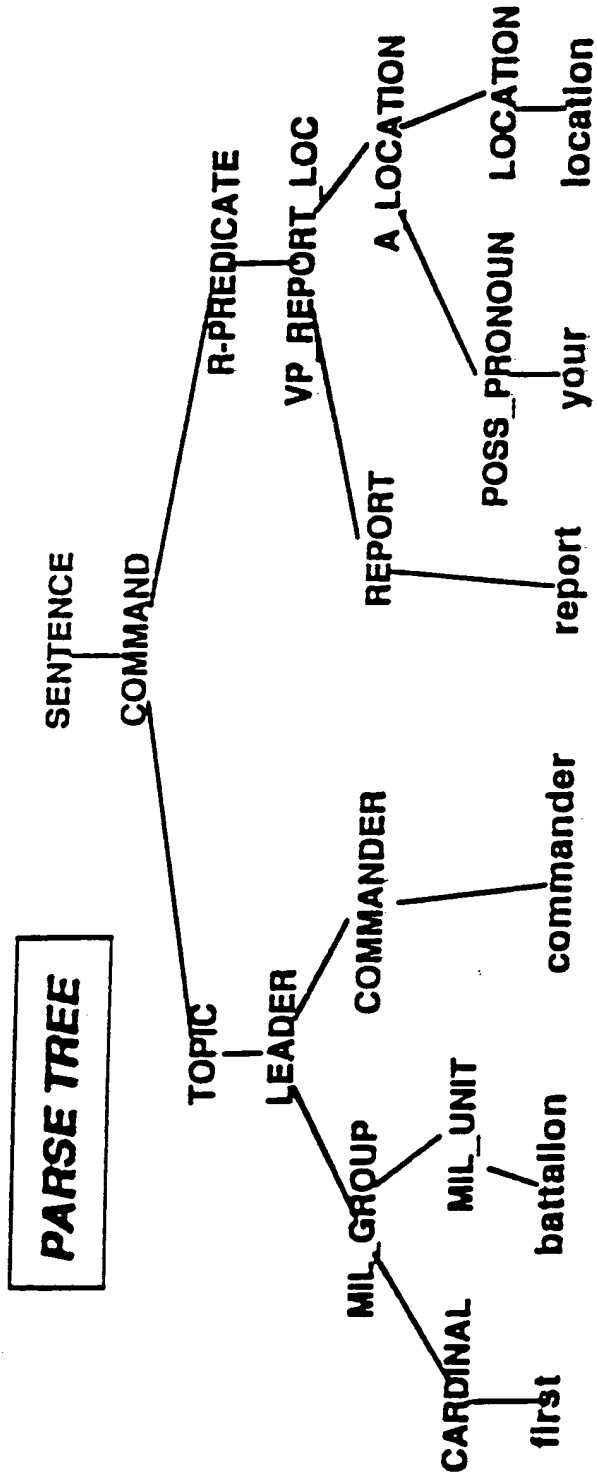 PARSE TREE
SENTENCE
COMMAND
TOPIC R-PREDICATE
LEADER VP_REPORT_LOC
MIL_GROUP COMMANDER REPORT A_LOCATION
CARDINAL MIL_UNIT POSS_PRONOUN LOCATION
first battalion commander report your location